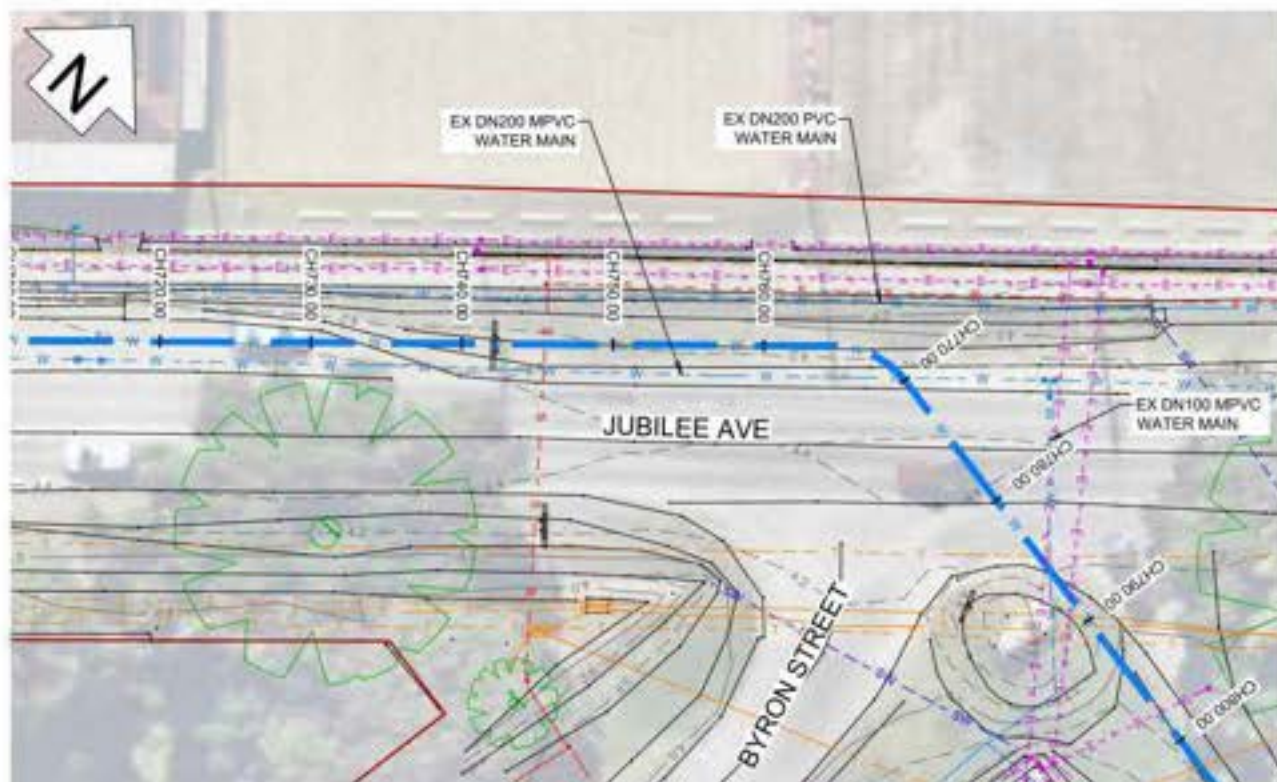 N
EX DN200 MPVC
WATER MAIN
EX DN200 PVC
WATER MAIN
CH720.00
CH730.00
CH740.00
CH750.00
CH760.00
CH770.00
EX DN100 MPVC
WATER MAIN
JUBILEE AVE
CH780.00
CH790.00
BYRON STREET
CH800.00